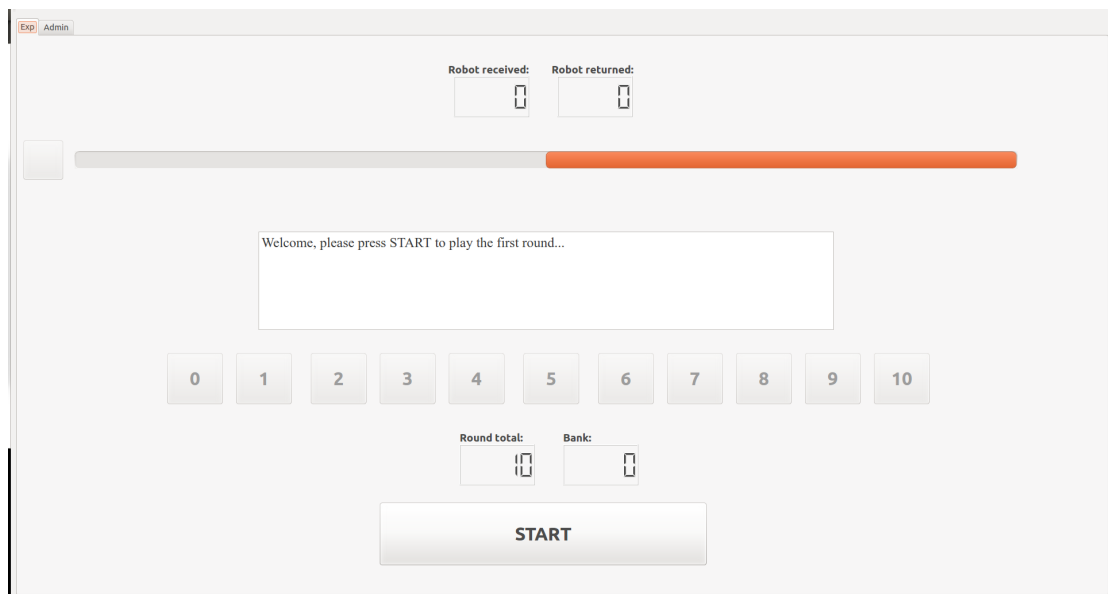 Exp Admin
Robot received: Robot returned:
0 0
Welcome, please press START to play the first round...
0 1 2 3 4 5 6 7 8 9 10
Round total: Bank:
10 0
START